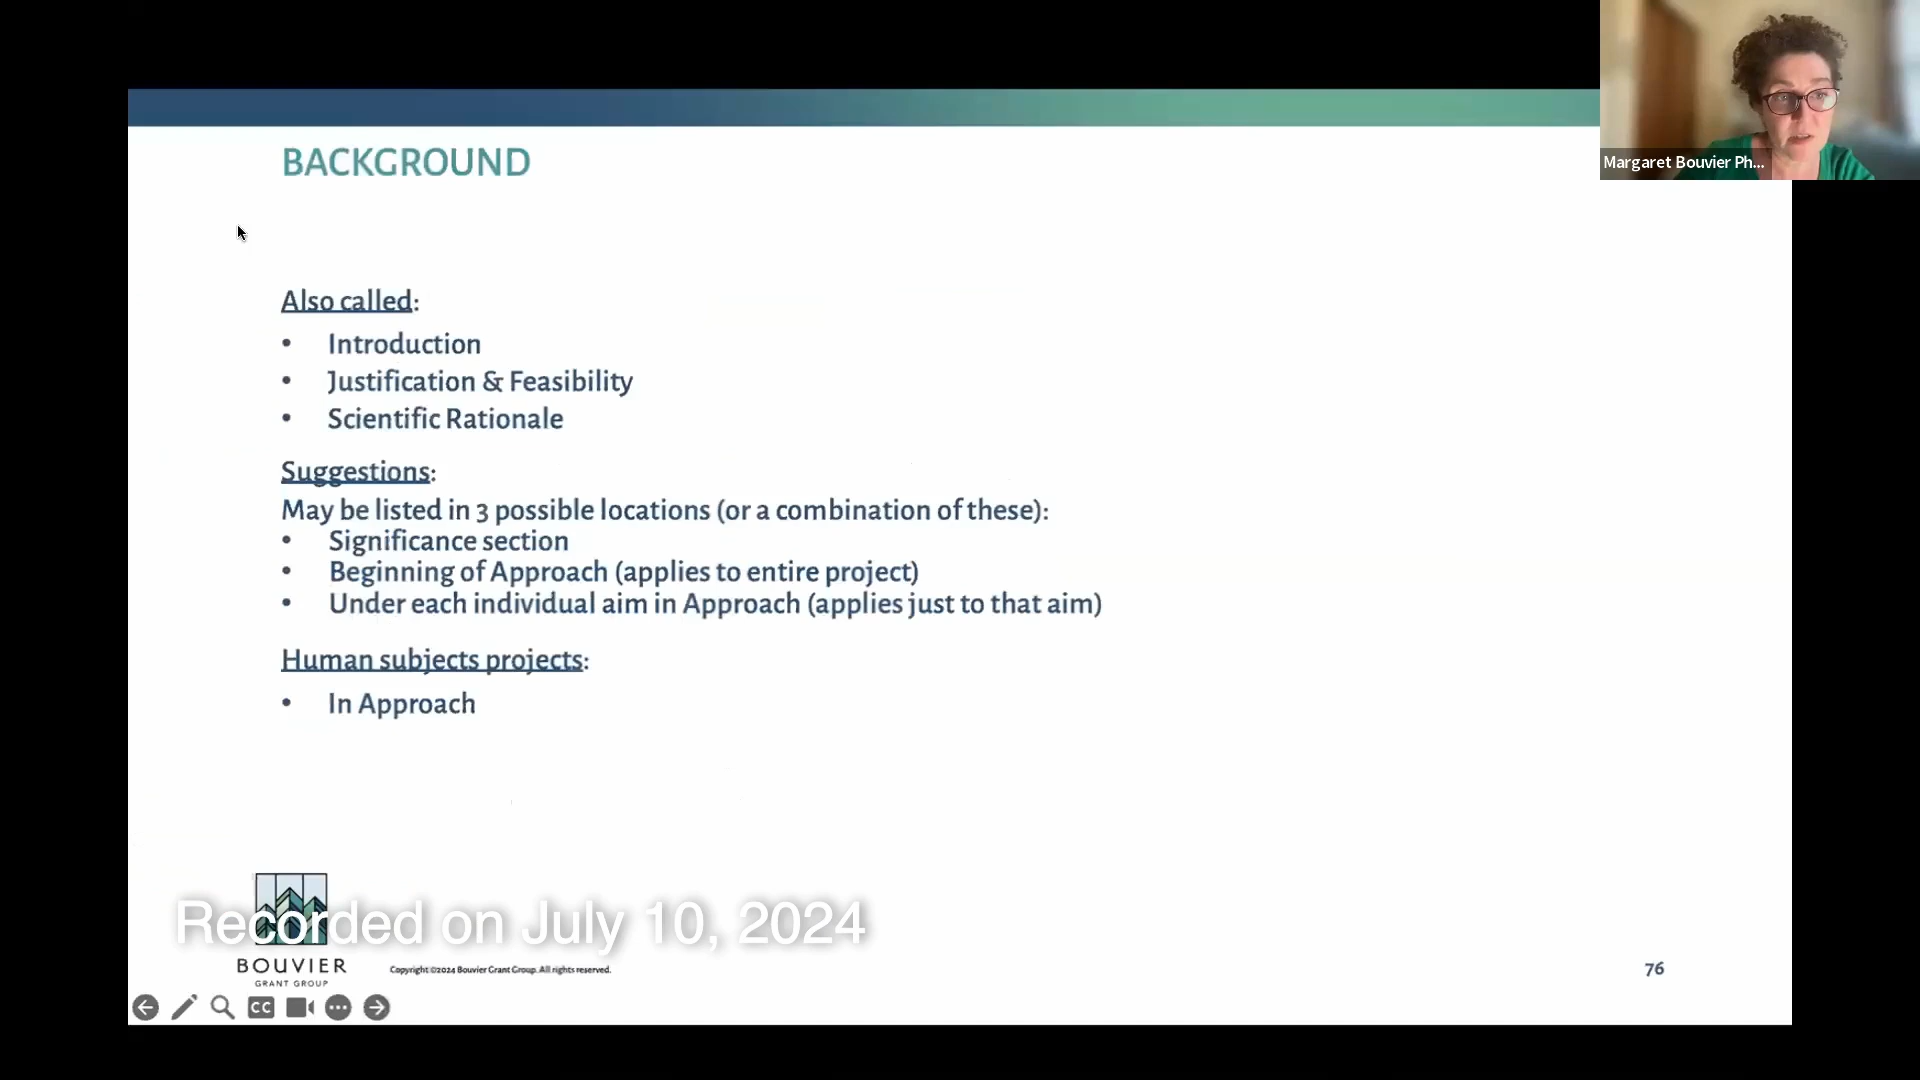 Margaret Bouvier Ph...
BACKGROUND
Also called:
• Introduction
• Justification & Feasibility
• Scientific Rationale
Suggestions:
May be listed in 3 possible locations (or a combination of these):
• Significance section
• Beginning of Approach (applies to entire project)
• Under each individual aim in Approach (applies just to that aim)
Human subjects projects:
• In Approach
Recorded on July 10, 2024
BOUVIER
GRANT GROUP
Copyright ©2024 Bouvier Grant Group. All rights reserved.
76
CC